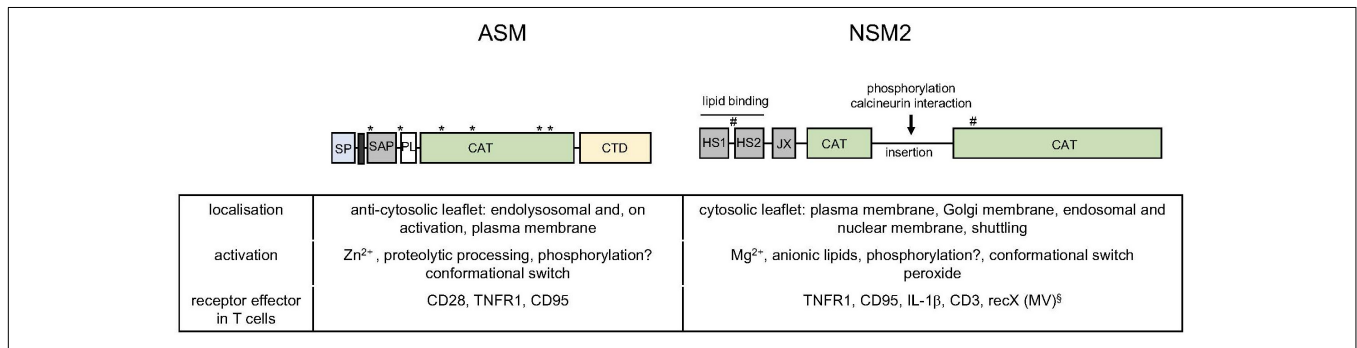 ASM
NSM2
phosphorylation
calcineurin interaction
lipid binding
* * * * * *
# #
SP SAP PL CAT CTD
HS1 HS2 JX CAT insertion CAT
localisation
anti-cytosolic leaflet: endolysosomal and, on
activation, plasma membrane
cytosolic leaflet: plasma membrane, Golgi membrane, endosomal and
nuclear membrane, shuttling
activation
Zn²⁺ , proteolytic processing, phosphorylation?
conformational switch
Mg²⁺, anionic lipids, phosphorylation?, conformational switch
peroxide
receptor effector
in T cells
CD28, TNFR1, CD95
TNFR1, CD95, IL-1β, CD3, recX (MV)§